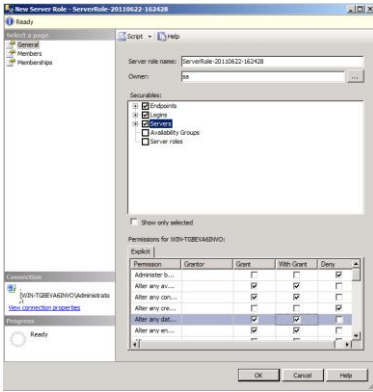 New Server Role - ServerRole-20110622-162428
Ready
Select a page
General
Members
Memberships
Script
Help
Server role name:
ServerRole-20110622-162428
Owner:
sa
...
Securables:
Endpoints
Logins
Servers
Availability Groups
Server roles
Show only selected
Permissions for WIN-TGBEVA6INVO:
Explicit
Permission Grantor Grant With Grant Deny
Administer b...
Alter any av...
Alter any con...
Alter any cre...
Alter any dat...
Alter any en...
Connection
[WIN-TGBEVA6INVO\Administrato
View connection properties
Progress
Ready
OK Cancel Help